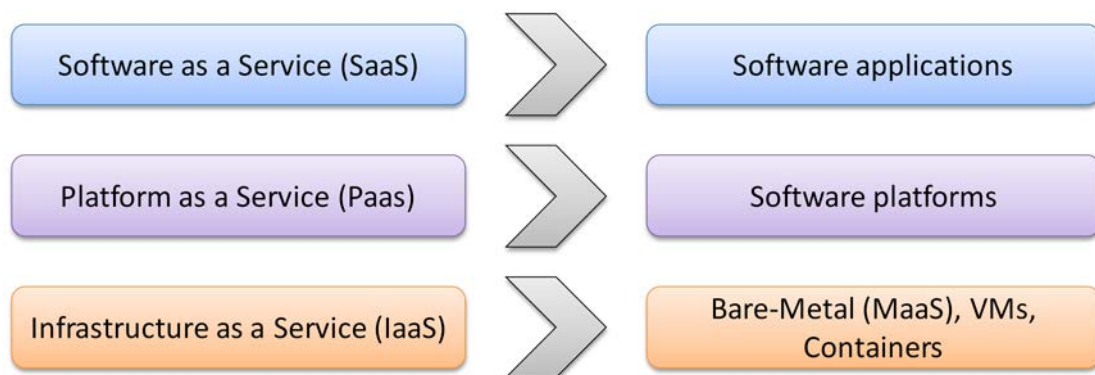 Software as a Service (SaaS)
Software applications
Platform as a Service (Paas)
Software platforms
Infrastructure as a Service (IaaS)
Bare-Metal (MaaS), VMs,
Containers